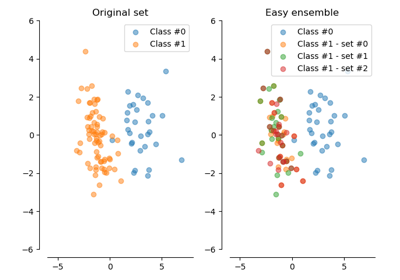 Original set
Class #0
Class #1
6
4
2
0
−2
−4
−6
−5
0
5
Easy ensemble
Class #0
Class #1 - set #0
Class #1 - set #1
Class #1 - set #2
6
4
2
0
−2
−4
−6
−5
0
5